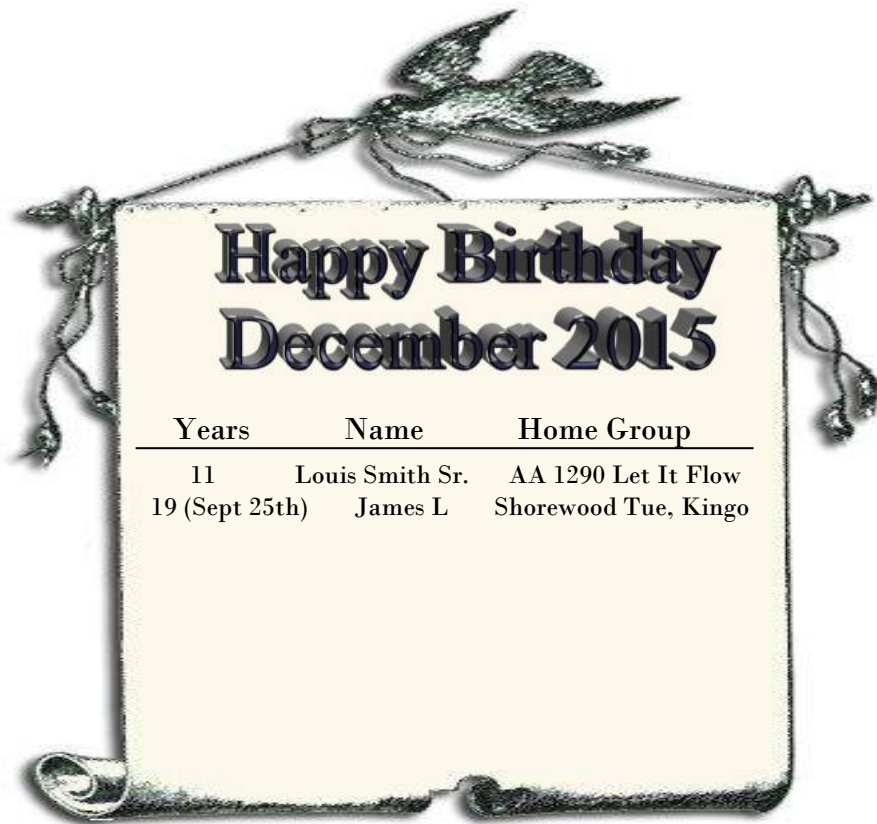 Happy Birthday
December 2015
Years Name Home Group
11 Louis Smith Sr. AA 1290 Let It Flow
19 (Sept 25th) James L Shorewood Tue, Kingo